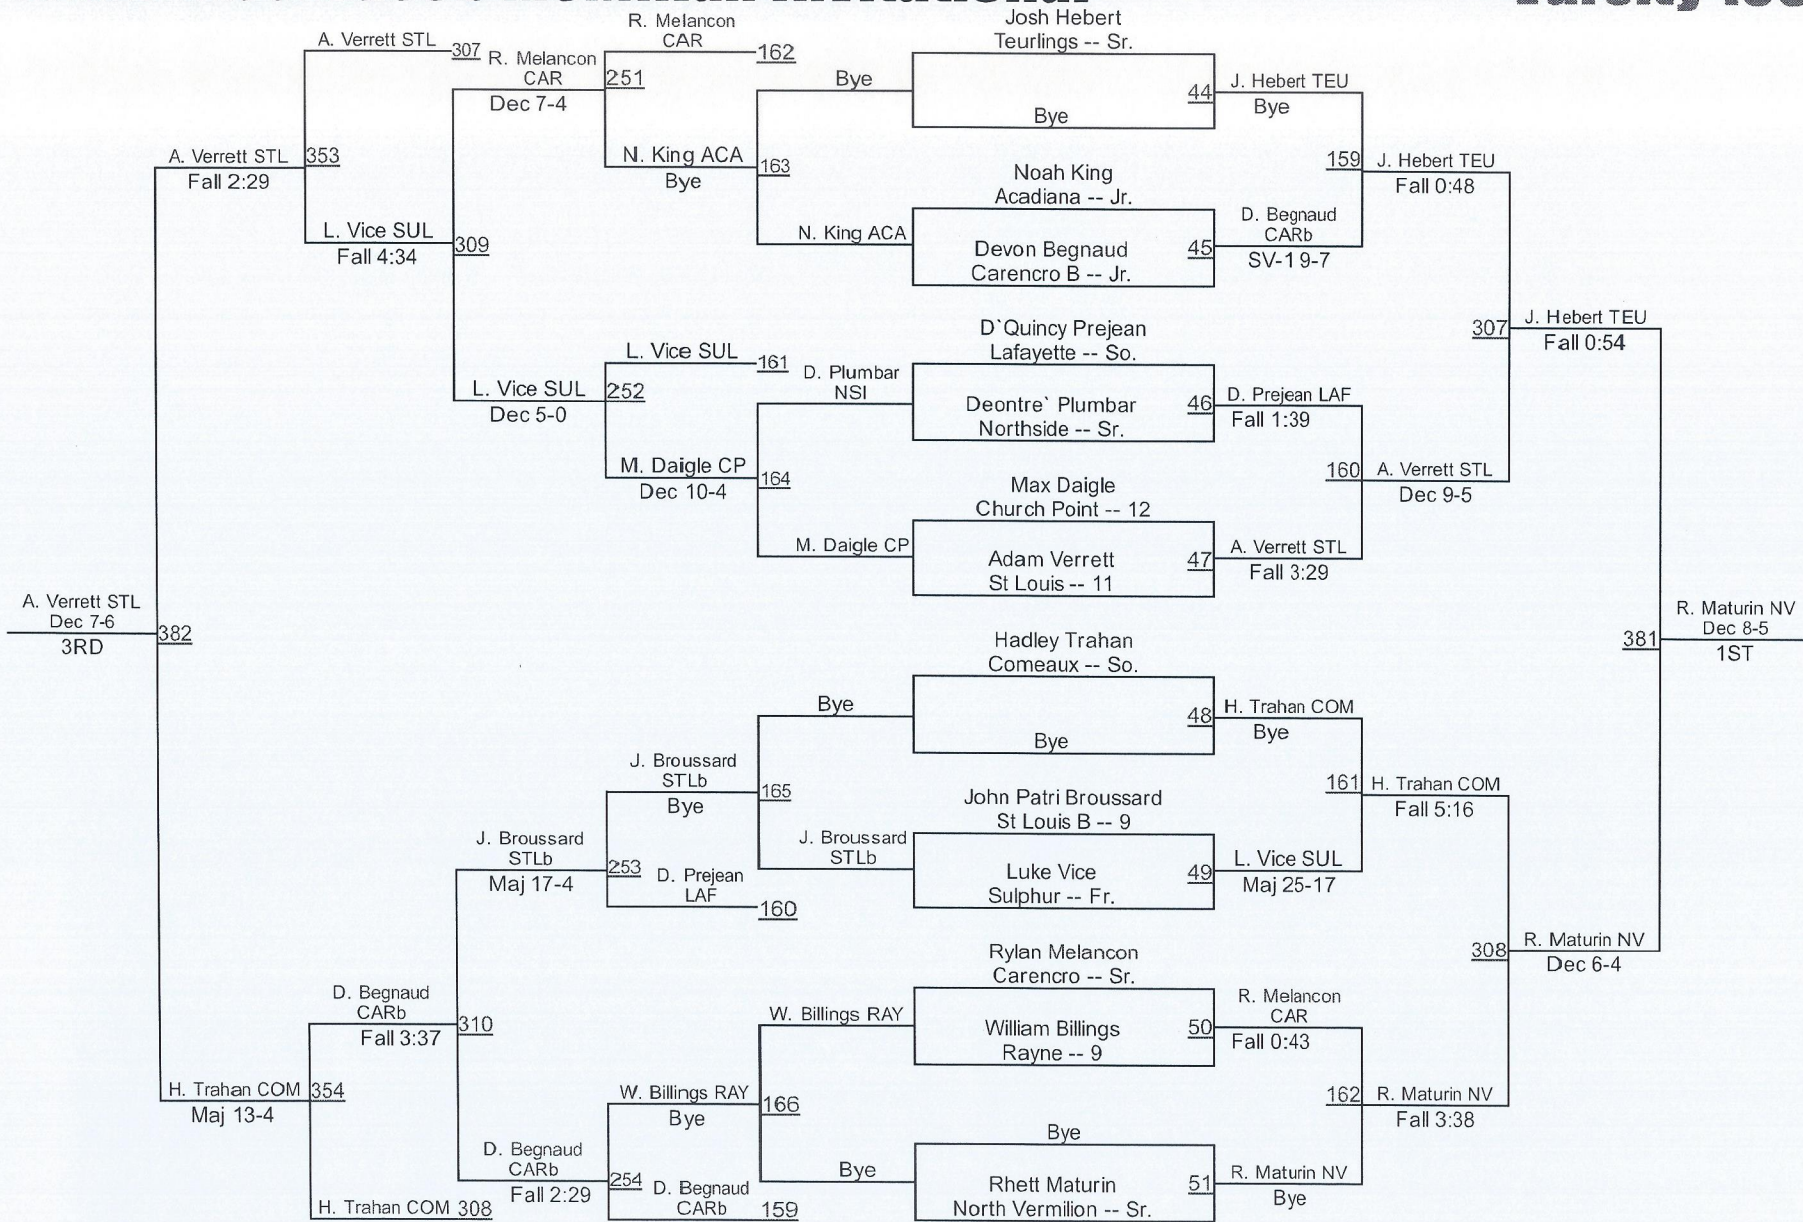 Invitational
A. Verrett STL
307
R. Melancon
CAR
Dec 7-4
251
R. Melancon
CAR
162
Bye
Josh Hebert
Teurlings -- Sr.
Bye
44
J. Hebert TEU
Bye
A. Verrett STL
Fall 2:29
353
N. King ACA
Bye
163
Noah King
Acadiana -- Jr.
159
J. Hebert TEU
Fall 0:48
L. Vice SUL
Fall 4:34
309
N. King ACA
Devon Begnaud
Carencro B -- Jr.
45
D. Begnaud
CARb
SV-1 9-7
D`Quincy Prejean
Lafayette -- So.
307
J. Hebert TEU
Fall 0:54
L. Vice SUL
161
L. Vice SUL
Dec 5-0
252
D. Plumbar
NSI
Deontre` Plumbar
Northside -- Sr.
46
D. Prejean LAF
Fall 1:39
M. Daigle CP
Dec 10-4
164
Max Daigle
Church Point -- 12
160
A. Verrett STL
Dec 9-5
M. Daigle CP
Adam Verrett
St Louis -- 11
47
A. Verrett STL
Fall 3:29
A. Verrett STL
Dec 7-6
3RD
382
Hadley Trahan
Comeaux -- So.
381
R. Maturin NV
Dec 8-5
1ST
Bye
Bye
48
H. Trahan COM
Bye
J. Broussard
STLb
Bye
165
John Patri Broussard
St Louis B -- 9
161
H. Trahan COM
Fall 5:16
J. Broussard
STLb
Maj 17-4
253
D. Prejean
LAF
160
J. Broussard
STLb
Luke Vice
Sulphur -- Fr.
49
L. Vice SUL
Maj 25-17
Rylan Melancon
Carencro -- Sr.
308
R. Maturin NV
Dec 6-4
D. Begnaud
CARb
Fall 3:37
310
W. Billings RAY
William Billings
Rayne -- 9
50
R. Melancon
CAR
Fall 0:43
H. Trahan COM
Maj 13-4
354
W. Billings RAY
Bye
166
Bye
162
R. Maturin NV
Fall 3:38
D. Begnaud
CARb
Fall 2:29
254
D. Begnaud
CARb
159
Bye
Rhett Maturin
North Vermilion -- Sr.
51
R. Maturin NV
Bye
H. Trahan COM
308